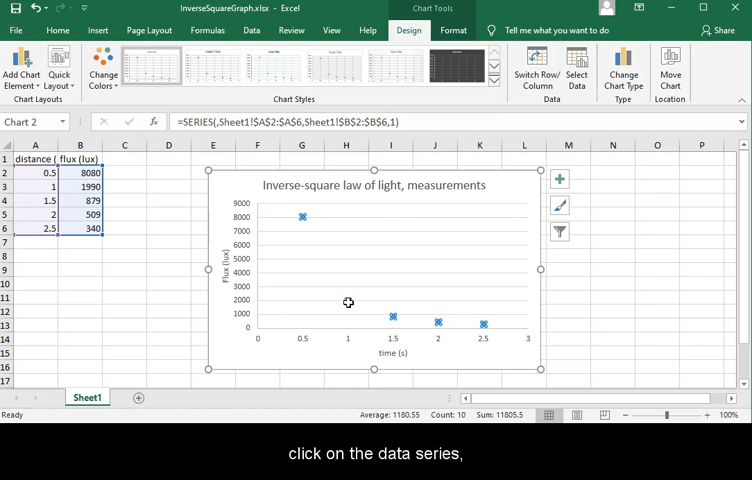 InverseSquareGraph.xlsx - Excel
Chart Tools
File Home Insert Page Layout Formulas Data Review View Help Design Format Tell me what you want to do Share
Add Chart Element
Quick Layout
Change Colors
Switch Row/ Column
Select Data
Change Chart Type
Move Chart
Chart Layouts Chart Styles Data Type Location
Chart 2 fx =SERIES(,Sheet1!$A$2:$A$6,Sheet1!$B$2:$B$6,1)
A B C D E F G H I J K L M N O P
1 distance ( flux (lux)
2 0.5 8080
3 1 1990
4 1.5 879
5 2 509
6 2.5 340
7
8
9
10
11
12
13
14
15
16
17
Inverse-square law of light, measurements
9000
8000
7000
6000
5000
4000
3000
2000
1000
0
Flux (lux)
0 0.5 1 1.5 2 2.5 3
time (s)
Sheet1
Ready Average: 1180.55 Count: 10 Sum: 11805.5 100%
click on the data series,